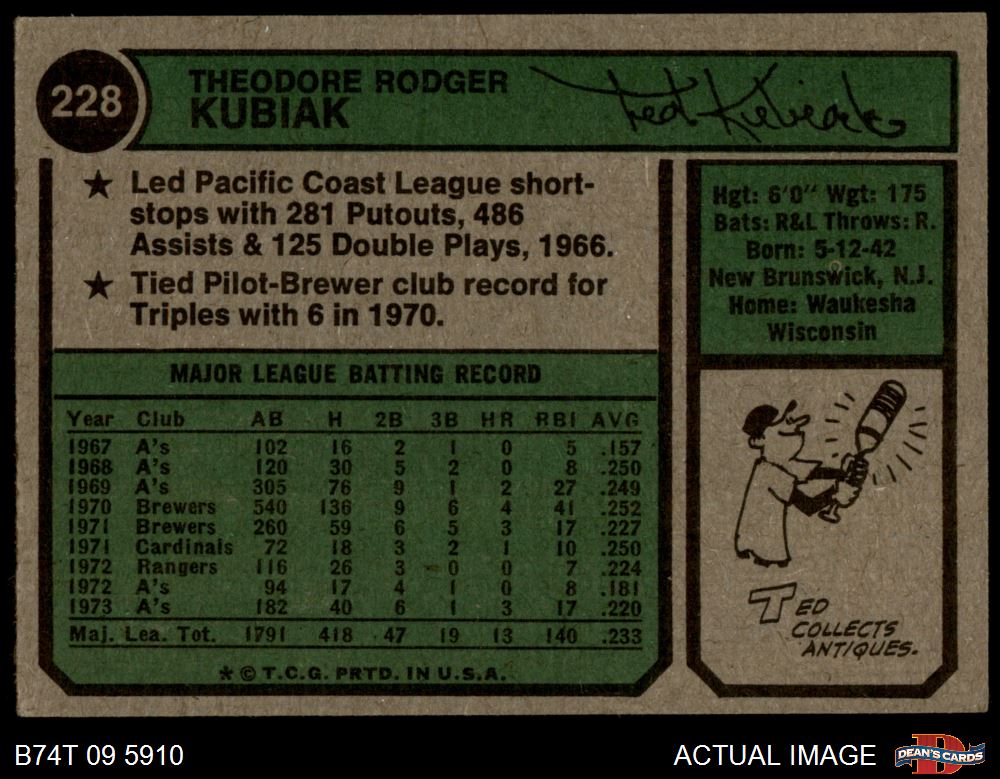 228
THEODORE RODGER
KUBIAK
Ted Kubiak
★ Led Pacific Coast League short-
stops with 281 Putouts, 486
Assists & 125 Double Plays, 1966.
★ Tied Pilot-Brewer club record for
Triples with 6 in 1970.
Hgt: 6'0" Wgt: 175
Bats: R&L Throws: R.
Born: 5-12-42
New Brunswick, N.J.
Home: Waukesha
Wisconsin
MAJOR LEAGUE BATTING RECORD
Year Club AB H 2B 3B HR RBI AVG
1967 A's 102 16 2 1 0 5 .157
1968 A's 120 30 5 2 0 8 .250
1969 A's 305 76 9 1 2 27 .249
1970 Brewers 540 136 9 6 4 41 .252
1971 Brewers 260 59 6 5 3 17 .227
1971 Cardinals 72 18 3 2 1 10 .250
1972 Rangers 116 26 3 0 0 7 .224
1972 A's 94 17 4 1 0 8 .181
1973 A's 182 40 6 1 3 17 .220
Maj. Lea. Tot. 1791 418 47 19 13 140 .233
* © T.C.G. PRTD. IN U.S.A.
TED
COLLECTS
ANTIQUES.
B74T 09 5910
ACTUAL IMAGE
DEAN'S CARDS